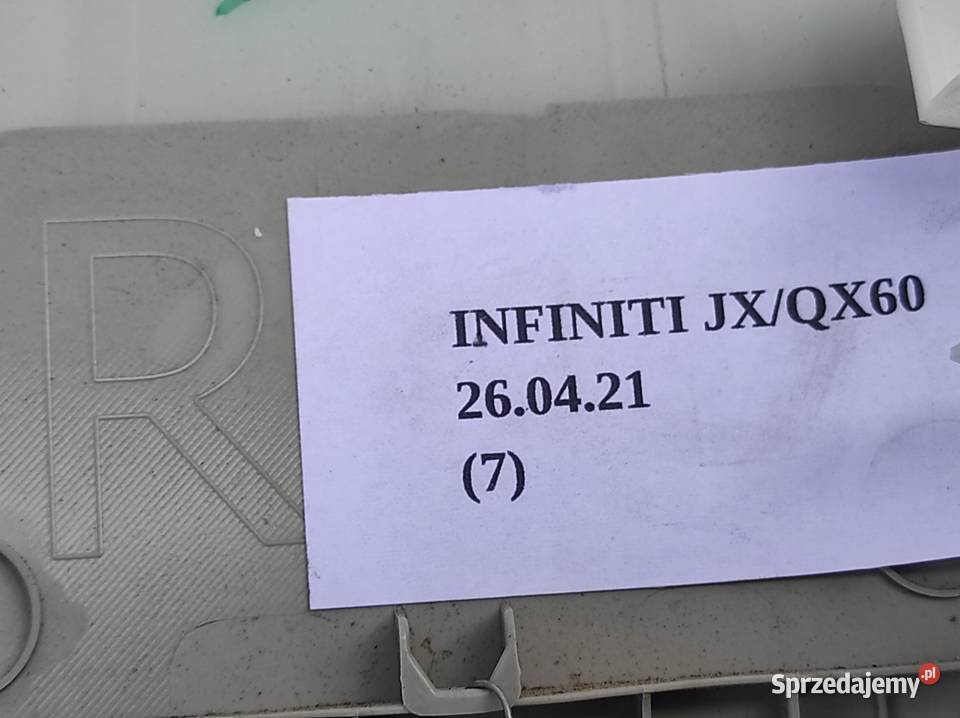 R
INFINITI JX/QX60
26.04.21
(7)
Sprzedajemy.pl